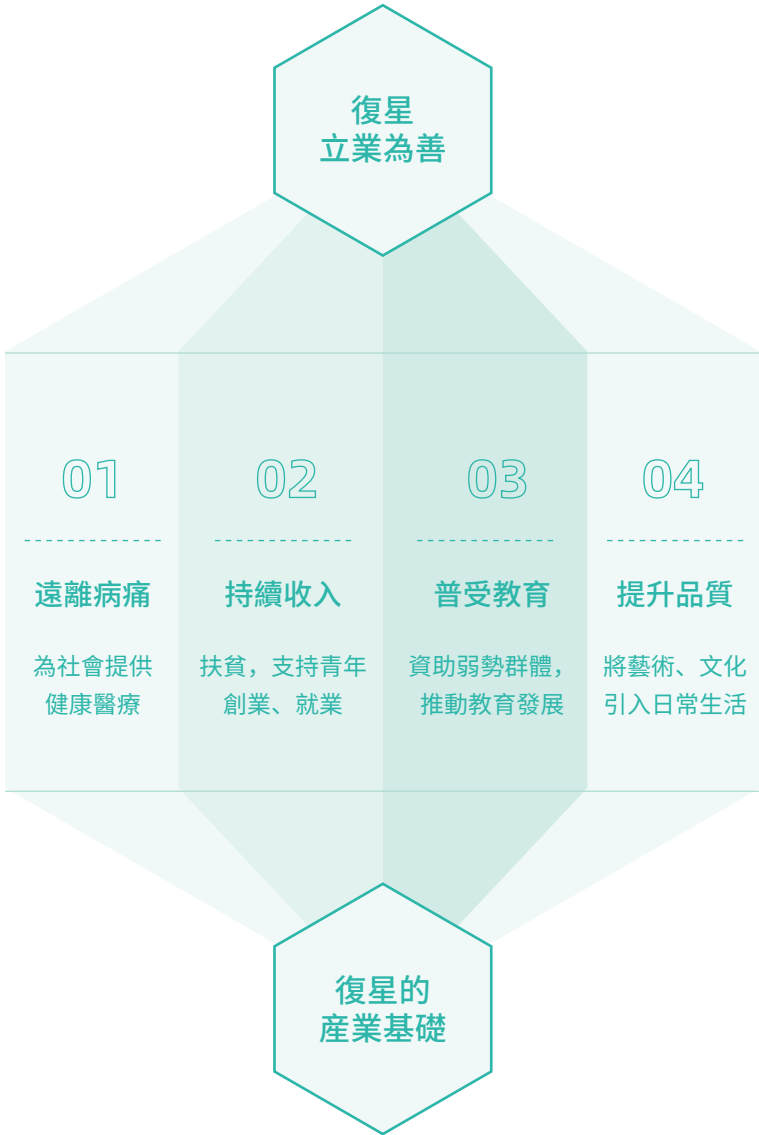 復星
立業為善
01
遠離病痛
為社會提供
健康醫療
02
持續收入
扶貧，支持青年
創業、就業
03
普受教育
資助弱勢群體，
推動教育發展
04
提升品質
將藝術、文化
引入日常生活
復星的
産業基礎